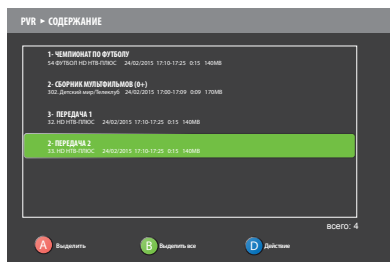 PVR ► СОДЕРЖАНИЕ
1- ЧЕМПИОНАТ ПО ФУТБОЛУ
54 ФУТБОЛ HD НТВ-ПЛЮС 24/02/2015 17:10-17:25 0:15 140MB
2- СБОРНИК МУЛЬТФИЛЬМОВ (0+)
302. Детский мир/Телеклуб 24/02/2015 17:00-17:09 0:09 170MB
3- ПЕРЕДАЧА 1
32. HD НТВ-ПЛЮС 24/02/2015 17:10-17:25 0:15 140MB
2- ПЕРЕДАЧА 2
33. HD НТВ-ПЛЮС 24/02/2015 17:10-17:25 0:15 140MB
всего: 4
A Выделить B Выделить все D Действие